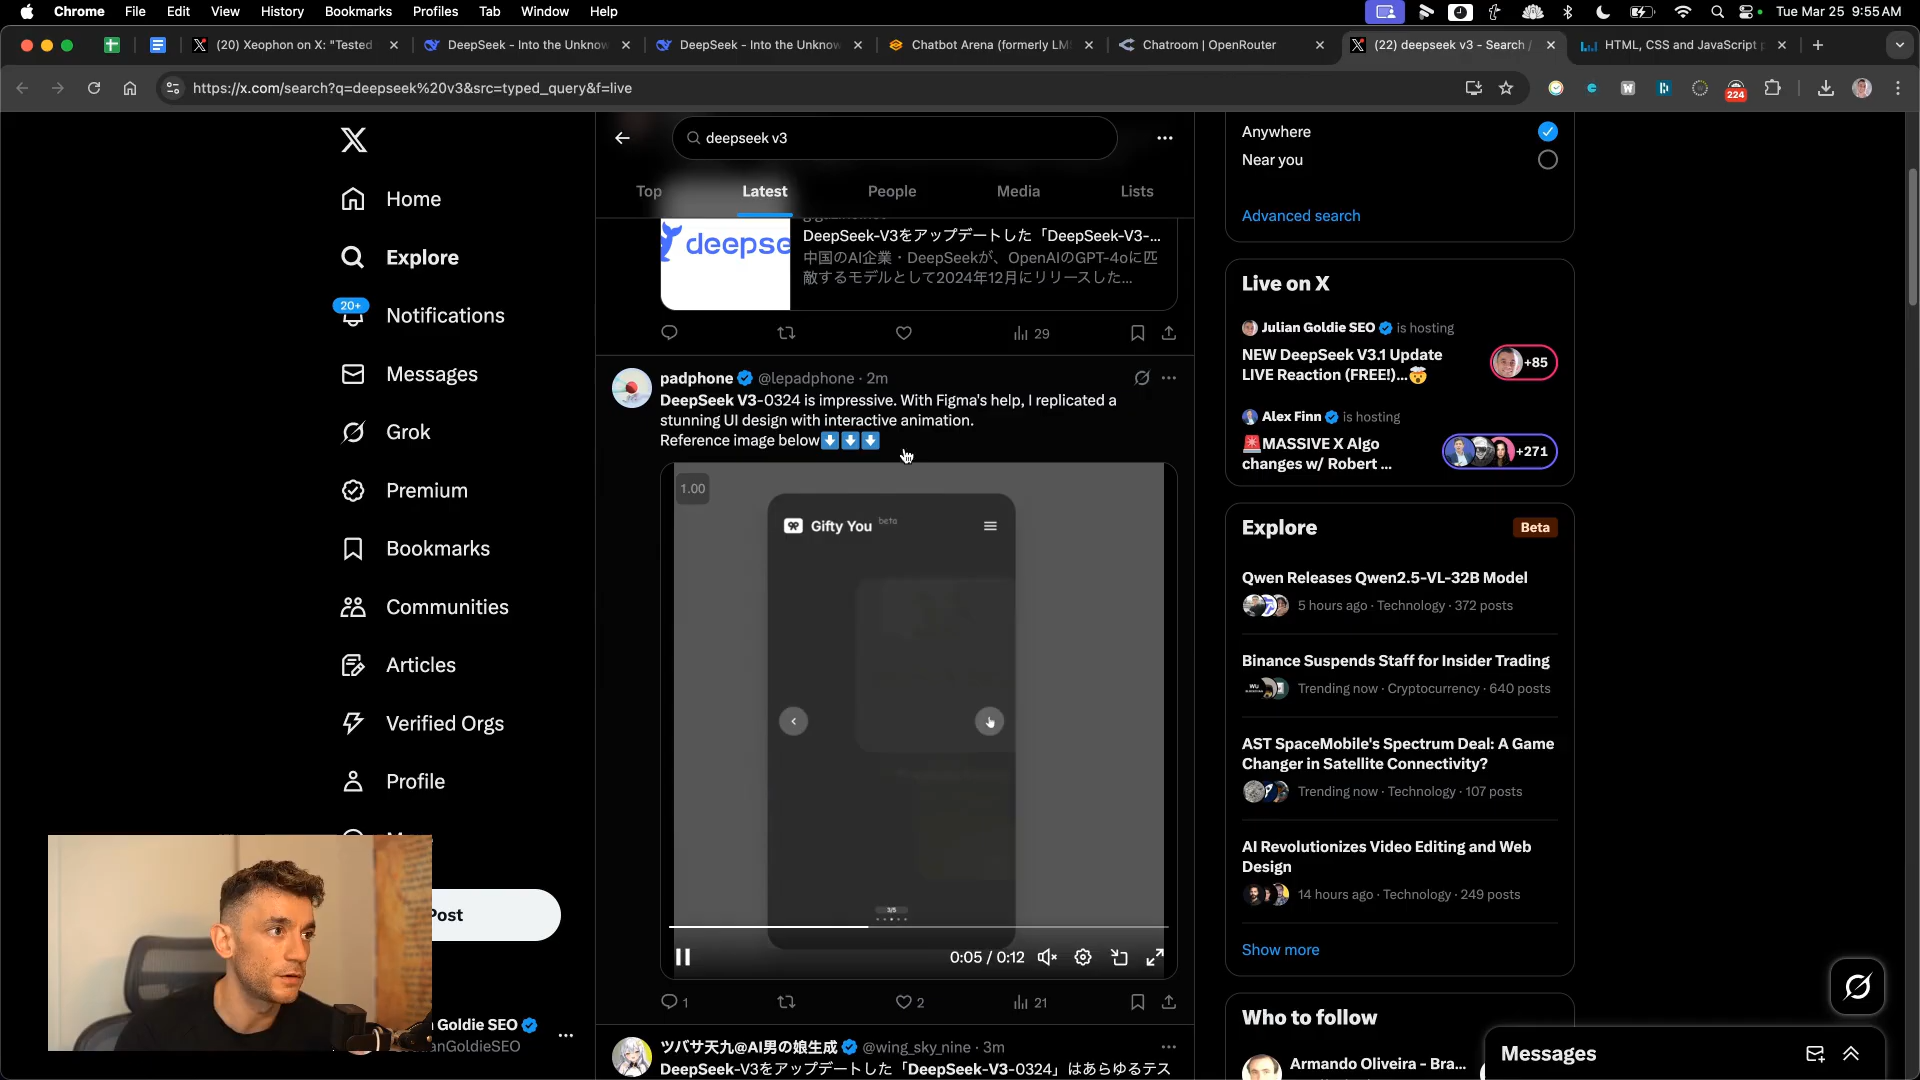 Chrome File Edit View History Bookmarks Profiles Tab Window Help
Tue Mar 25 9:55 AM
(20) Xeophon on X: "Tested
DeepSeek - Into the Unknow
DeepSeek - Into the Unknow
Chatbot Arena (formerly LM
Chatroom | OpenRouter
(22) deepseek v3 - Search /
HTML, CSS and JavaScript p
https://x.com/search?q=deepseek%20v3&src=typed_query&f=live
224
Home
Explore
20+
Notifications
Messages
Grok
Premium
Bookmarks
Communities
Articles
Verified Orgs
Profile
Post
Goldie SEO
anGoldieSEO
deepseek v3
Top
Latest
People
Media
Lists
deepse
DeepSeek-V3をアップデートした「DeepSeek-V3-...
中国のAI企業・DeepSeekが、OpenAIのGPT-4oに匹
敵するモデルとして2024年12月にリリースした...
29
padphone @lepadphone · 2m
DeepSeek V3-0324 is impressive. With Figma's help, I replicated a
stunning UI design with interactive animation.
Reference image below⬇️⬇️⬇️
1.00
Gifty You beta
3/5
0:05 / 0:12
1
2
21
ツバサ天九@AI男の娘生成 @wing_sky_nine · 3m
DeepSeek-V3をアップデートした「DeepSeek-V3-0324」はあらゆるテス
Anywhere
Near you
Advanced search
Live on X
Julian Goldie SEO is hosting
NEW DeepSeek V3.1 Update
LIVE Reaction (FREE!)...🤯
+85
Alex Finn is hosting
🚨MASSIVE X Algo
changes w/ Robert ...
+271
Explore
Beta
Qwen Releases Qwen2.5-VL-32B Model
5 hours ago · Technology · 372 posts
Binance Suspends Staff for Insider Trading
Trending now · Cryptocurrency · 640 posts
AST SpaceMobile's Spectrum Deal: A Game
Changer in Satellite Connectivity?
Trending now · Technology · 107 posts
AI Revolutionizes Video Editing and Web
Design
14 hours ago · Technology · 249 posts
Show more
Who to follow
Armando Oliveira - Bra...
Messages